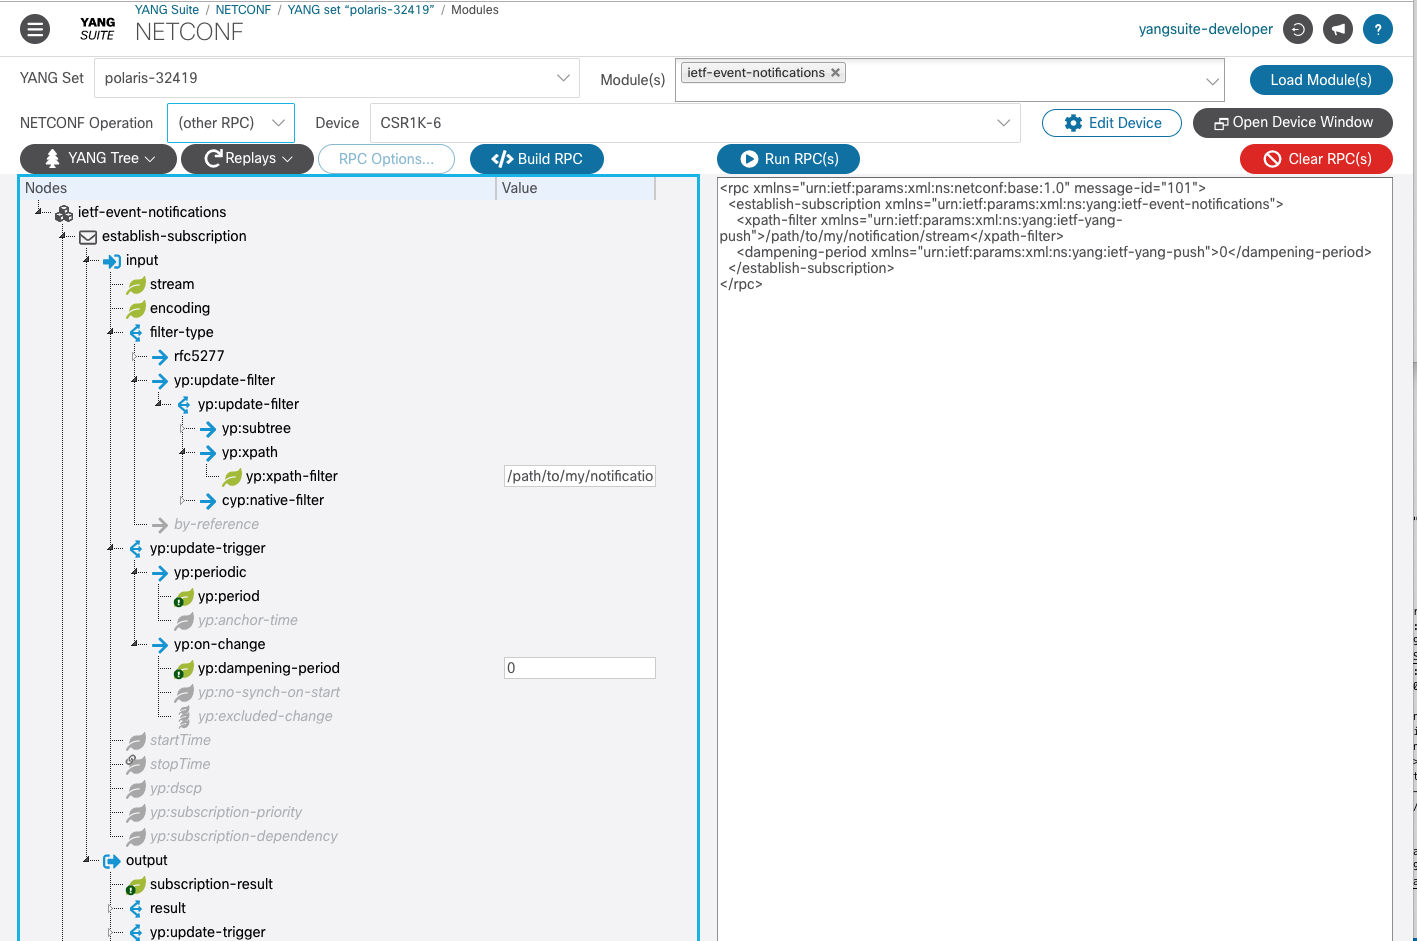 YANG Suite / NETCONF / YANG set “polaris-32419” / Modules
YANG SUITE
NETCONF
yangsuite-developer
?
YANG Set
polaris-32419
Module(s)
ietf-event-notifications
Load Module(s)
NETCONF Operation
(other RPC)
Device
CSR1K-6
Edit Device
Open Device Window
YANG Tree
Replays
RPC Options...
</> Build RPC
Run RPC(s)
Clear RPC(s)
Nodes
Value
ietf-event-notifications
establish-subscription
input
stream
encoding
filter-type
rfc5277
yp:update-filter
yp:update-filter
yp:subtree
yp:xpath
yp:xpath-filter
/path/to/my/notificatio
cyp:native-filter
by-reference
yp:update-trigger
yp:periodic
yp:period
yp:anchor-time
yp:on-change
yp:dampening-period
0
yp:no-synch-on-start
yp:excluded-change
startTime
stopTime
yp:dscp
yp:subscription-priority
yp:subscription-dependency
output
subscription-result
result
yp:update-trigger
<rpc xmlns="urn:ietf:params:xml:ns:netconf:base:1.0" message-id="101">
<establish-subscription xmlns="urn:ietf:params:xml:ns:yang:ietf-event-notifications">
<xpath-filter xmlns="urn:ietf:params:xml:ns:yang:ietf-yang-
push">/path/to/my/notification/stream</xpath-filter>
<dampening-period xmlns="urn:ietf:params:xml:ns:yang:ietf-yang-push">0</dampening-period>
</establish-subscription>
</rpc>